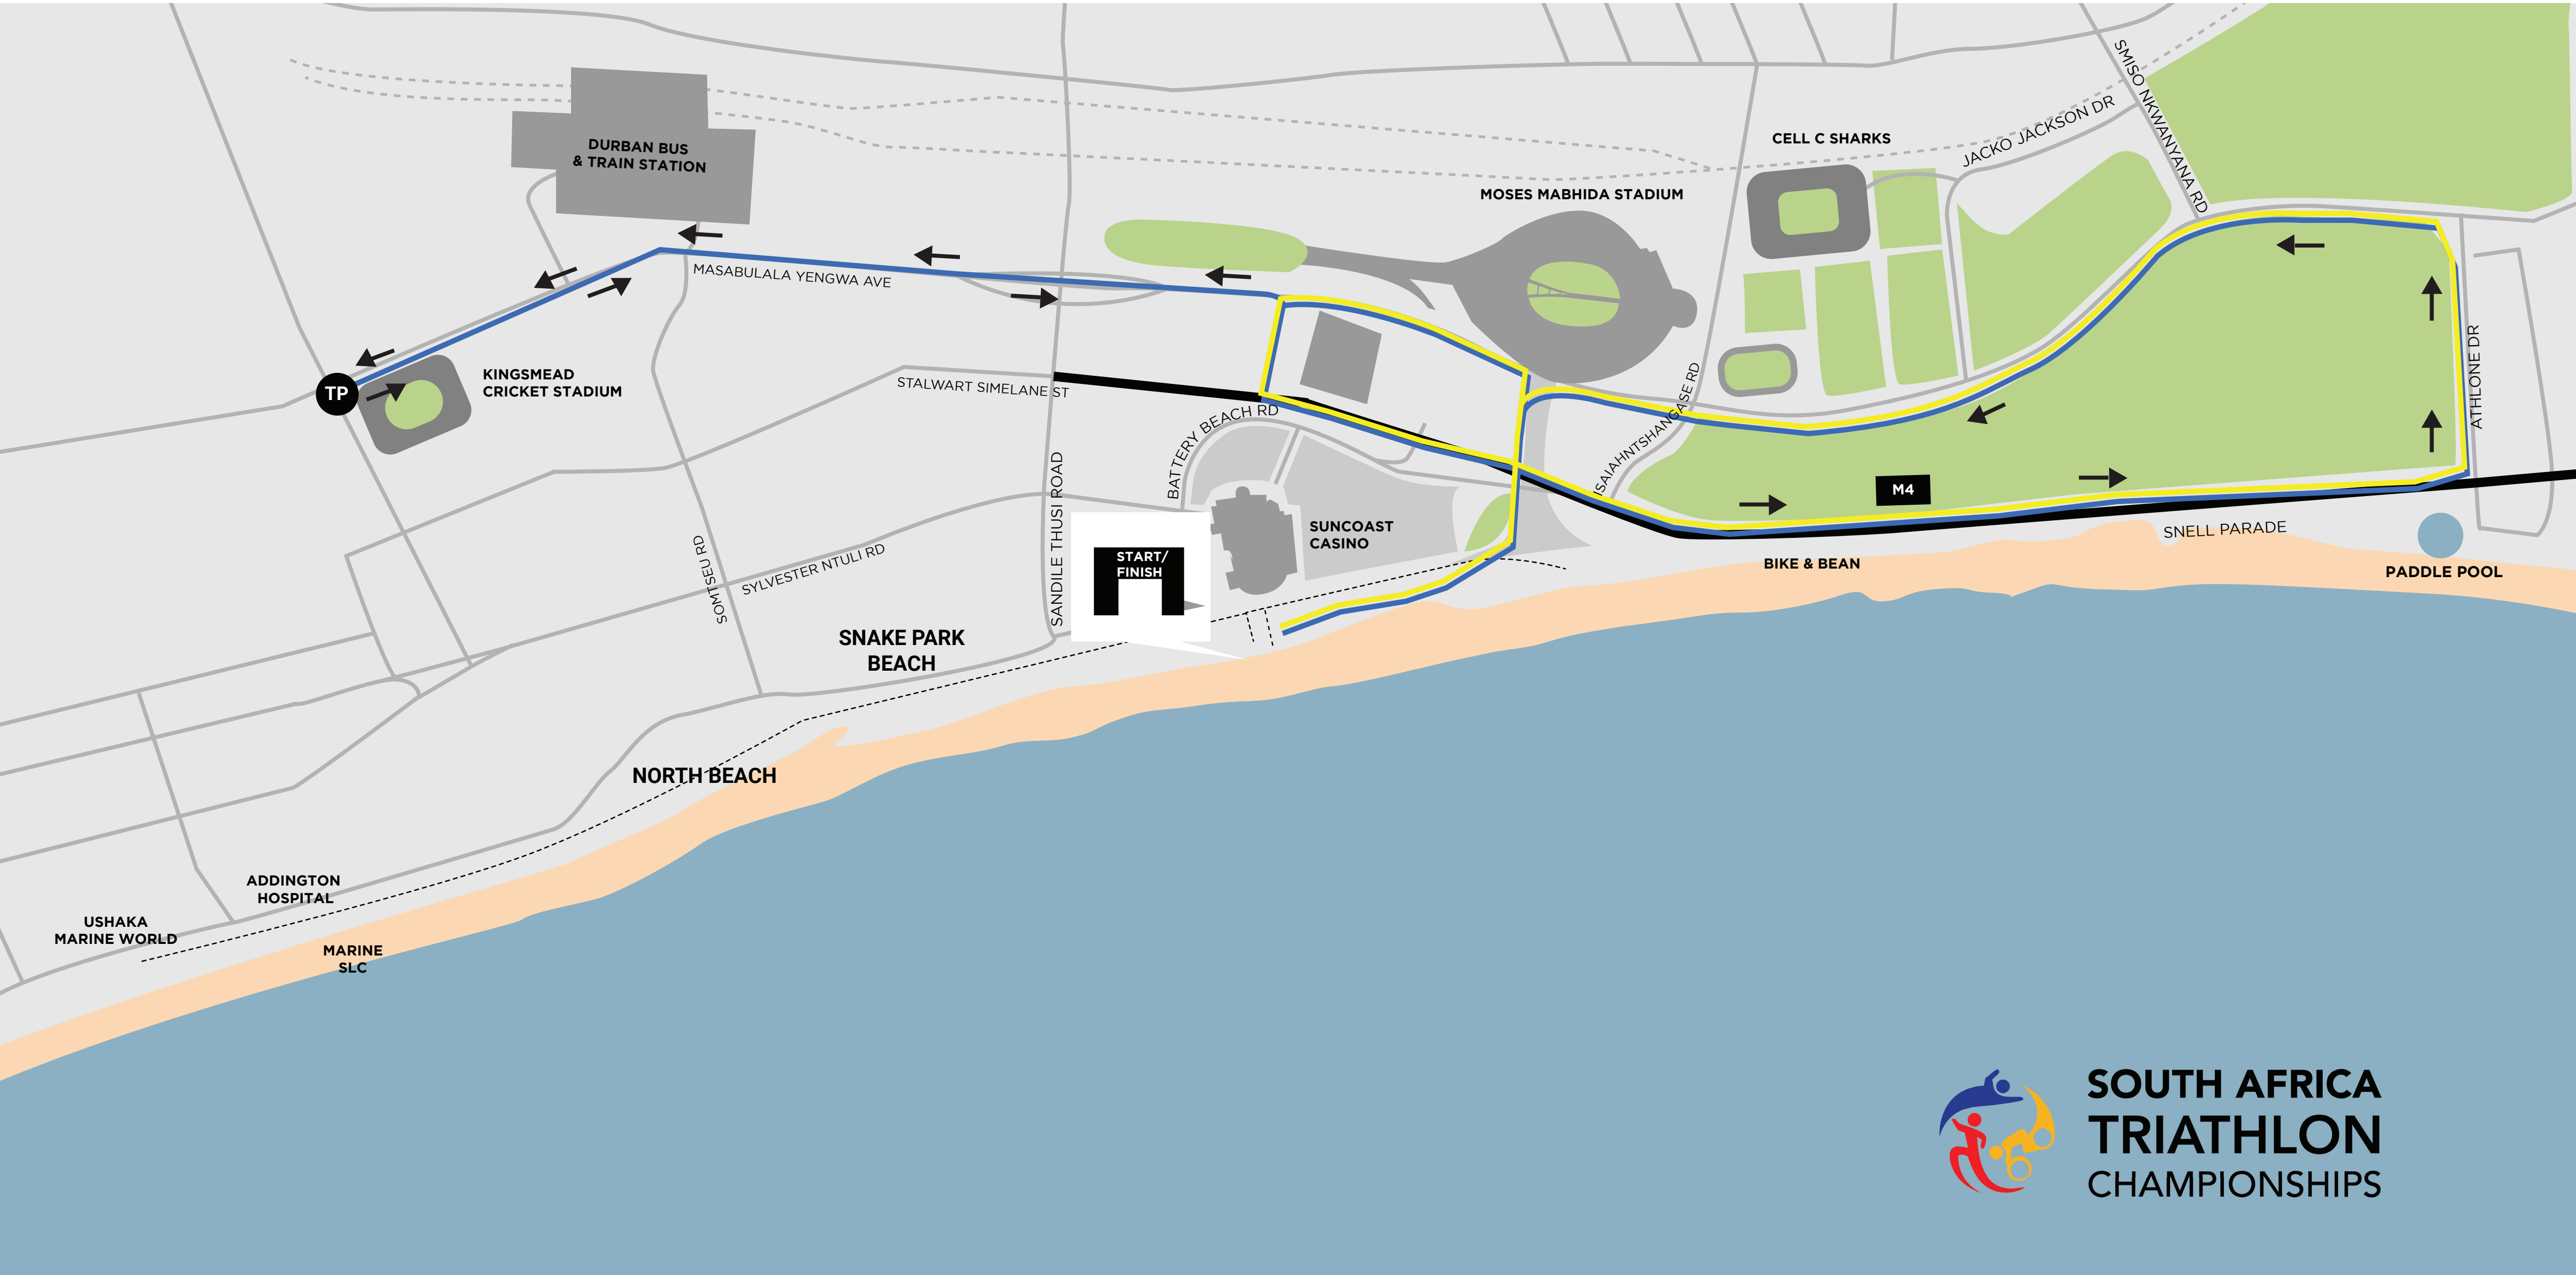 SMISO NKWANYANA RD
JACKO JACKSON DR
CELL C SHARKS
DURBAN BUS
& TRAIN STATION
MOSES MABHIDA STADIUM
MASABULALA YENGWA AVE
TP
KINGSMEAD
CRICKET STADIUM
STALWART SIMELANE ST
BATTERY BEACH RD
ISAIAHNTSHANGASE RD
ATHLONE DR
M4
SNELL PARADE
SUNCOAST
CASINO
SANDILE THUSI ROAD
START/
FINISH
SOMTSEU RD
SYLVESTER NTULI RD
BIKE & BEAN
PADDLE POOL
SNAKE PARK
BEACH
NORTH BEACH
ADDINGTON
HOSPITAL
USHAKA
MARINE WORLD
MARINE
SLC
SOUTH AFRICA
TRIATHLON
CHAMPIONSHIPS